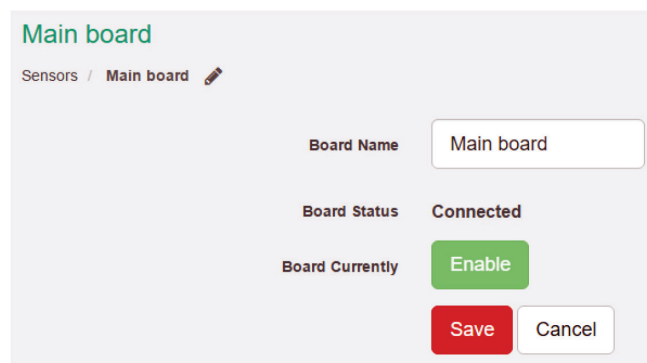 Main board
Sensors / Main board
Board Name Main board
Board Status Connected
Board Currently Enable
Save Cancel